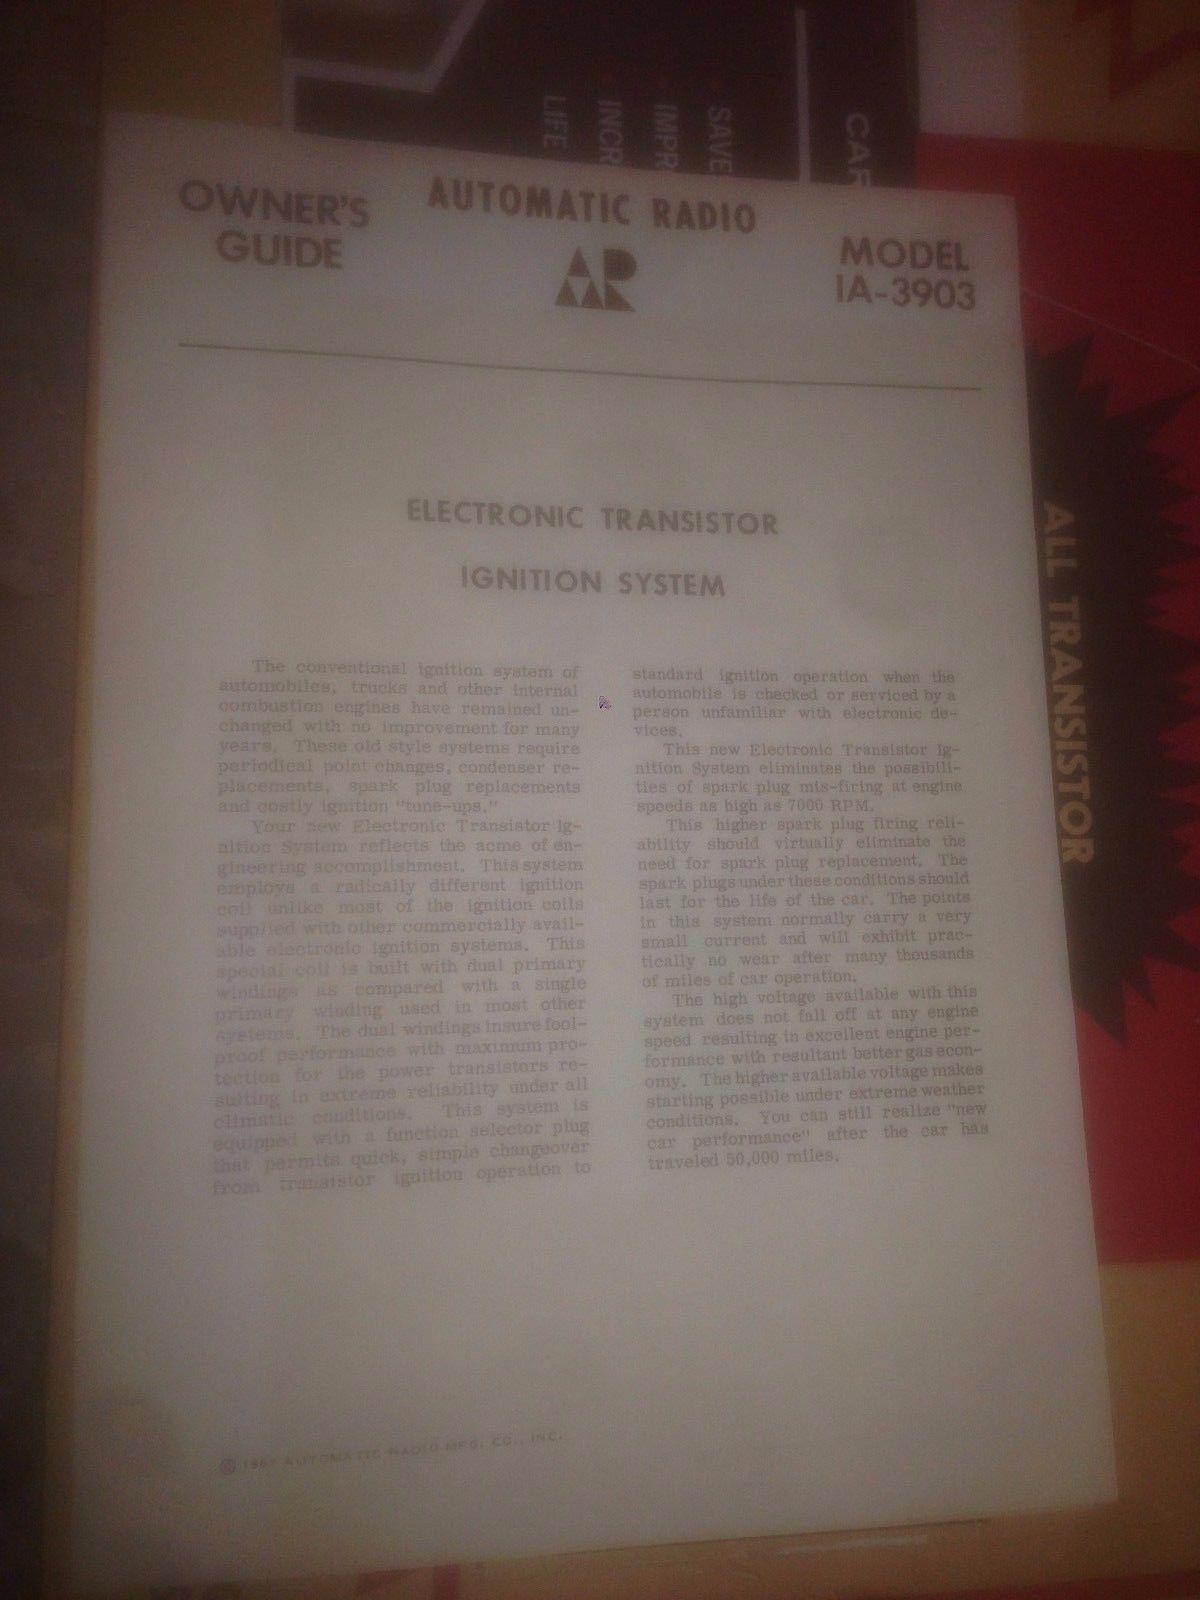 CAR
SAVE
IMPR
INCR
LIFE
OWNER'S
GUIDE
AUTOMATIC RADIO
MODEL
IA-3903
ELECTRONIC TRANSISTOR
IGNITION SYSTEM
The conventional ignition system of
automobiles, trucks and other internal
combustion engines have remained un-
changed with no improvement for many
years. These old style systems require
periodical point changes, condenser re-
placements, spark plug replacements
and costly ignition "tune-ups."
Your new Electronic Transistor Ig-
nition System reflects the acme of en-
gineering accomplishment. This system
employs a radically different ignition
coil unlike most of the ignition coils
supplied with other commercially avail-
able electronic ignition systems. This
special coil is built with dual primary
windings as compared with a single
primary winding used in most other
systems. The dual windings insure fool-
proof performance with maximum pro-
tection for the power transistors re-
sulting in extreme reliability under all
climatic conditions. This system is
equipped with a function selector plug
that permits quick, simple changeover
from transistor ignition operation to
standard ignition operation when the
automobile is checked or serviced by a
person unfamiliar with electronic de-
vices.
This new Electronic Transistor Ig-
nition System eliminates the possibili-
ties of spark plug mis-firing at engine
speeds as high as 7000 RPM.
This higher spark plug firing reli-
ability should virtually eliminate the
need for spark plug replacement. The
spark plugs under these conditions should
last for the life of the car. The points
in this system normally carry a very
small current and will exhibit prac-
tically no wear after many thousands
of miles of car operation.
The high voltage available with this
system does not fall off at any engine
speed resulting in excellent engine per-
formance with resultant better gas econ-
omy. The higher available voltage makes
starting possible under extreme weather
conditions. You can still realize "new
car performance" after the car has
traveled 50,000 miles.
© AUTOMATIC RADIO MFG. CO., INC.
ALL TRANSISTOR